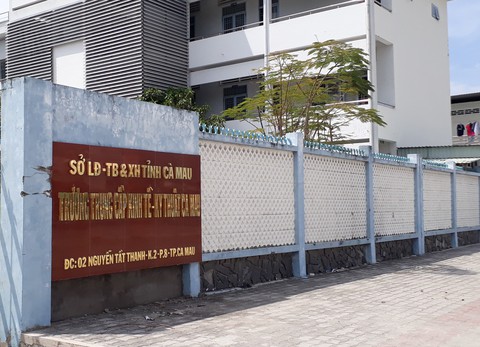 SỞ LĐ-TB & XH TỈNH CÀ MAU
TRƯỜNG TRUNG CẤP KINH TẾ-KỸ THUẬT CÀ MAU
ĐC: 02 NGUYỄN TẤT THÀNH-K.2-P.8-TP.CÀ MAU